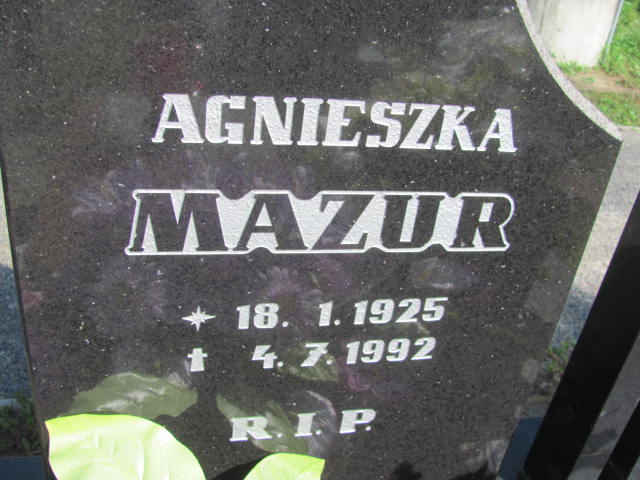 AGNIESZKA
MAZUR
* 18. 1. 1925
✝ 4. 7. 1992
R.I.P.